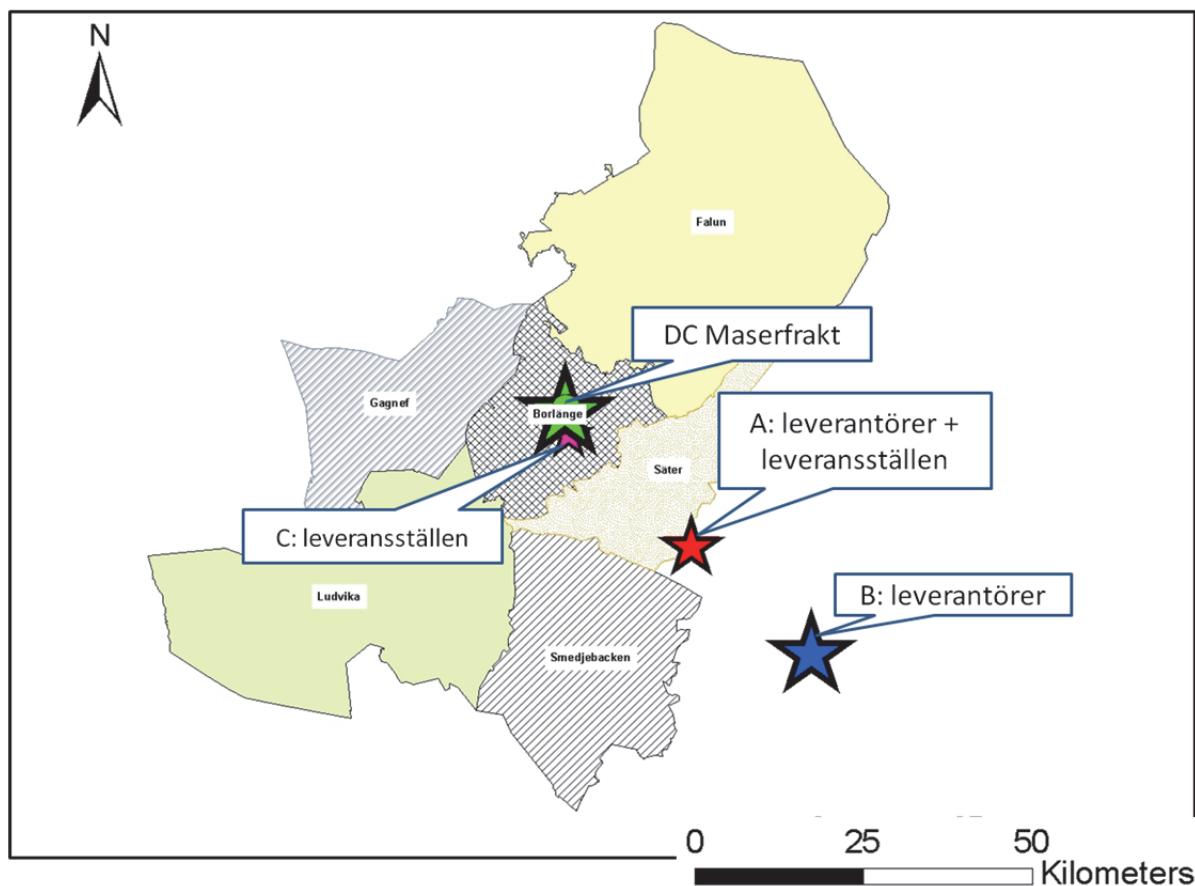 N
Falun
DC Maserfrakt
Gagnef
Borlänge
A: leverantörer +
leveransställen
Säter
C: leveransställen
B: leverantörer
Ludvika
Smedjebacken
0 25 50
Kilometers